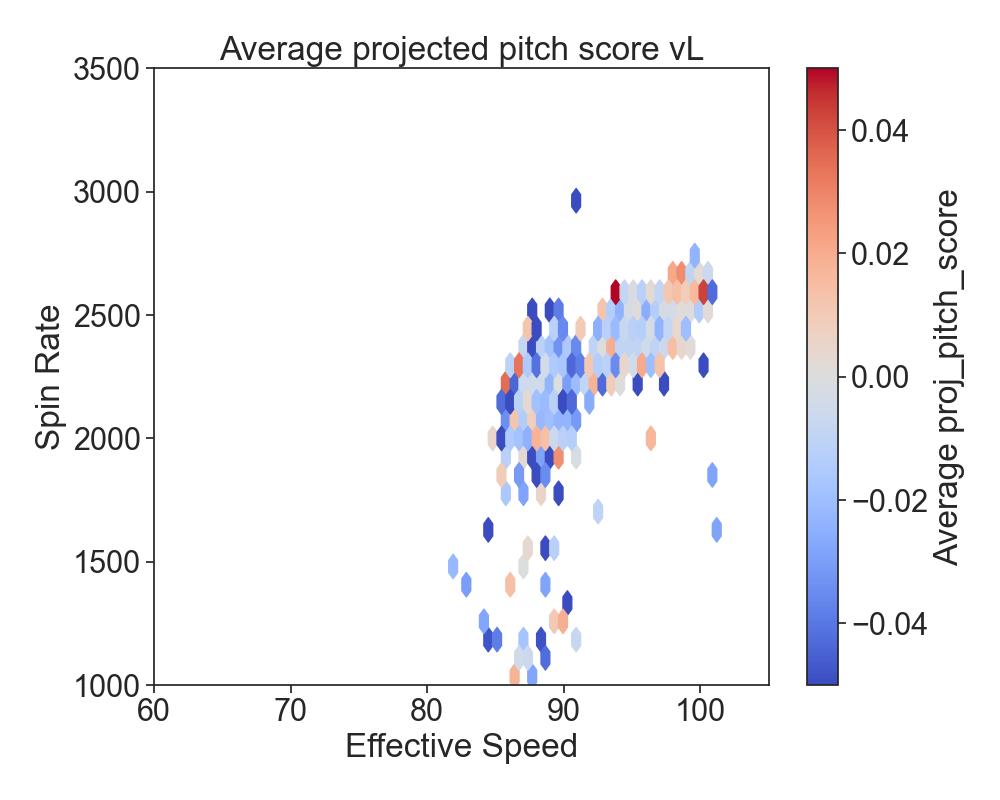 Average projected pitch score vL
3500
3000
2500
2000
1500
1000
Spin Rate
60 70 80 90 100
Effective Speed
0.04
0.02
0.00
−0.02
−0.04
Average proj_pitch_score